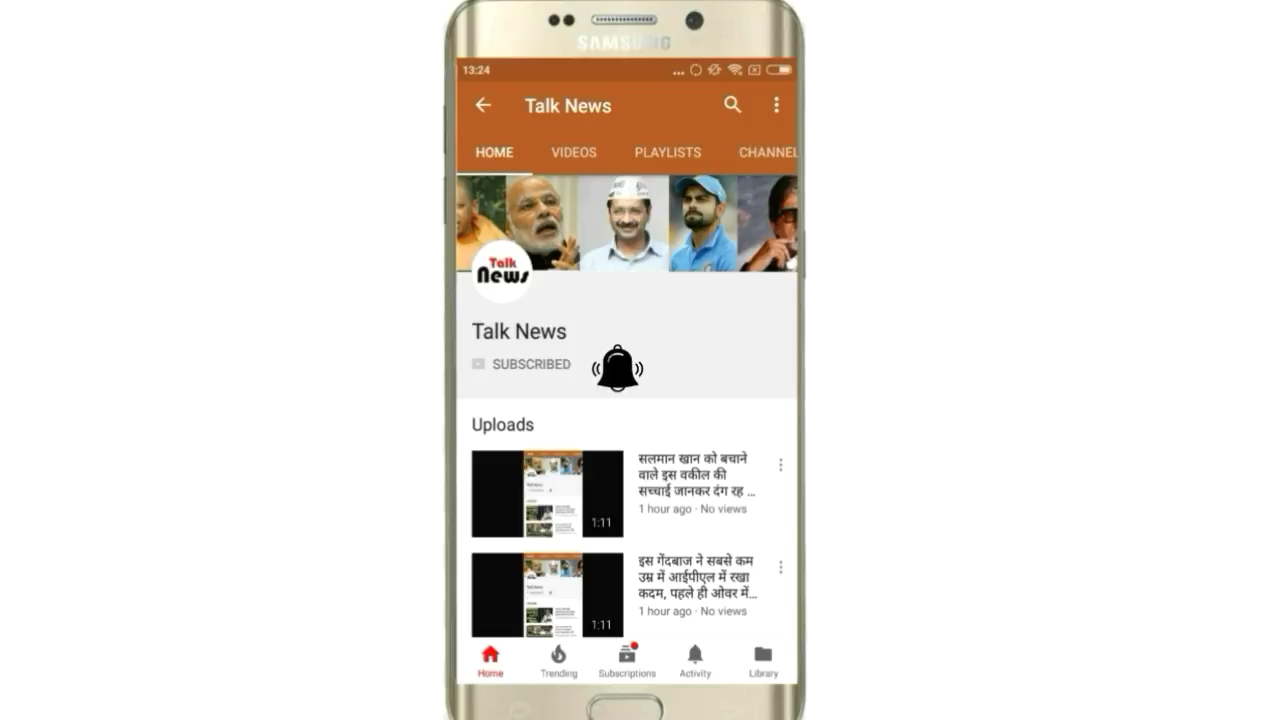 SAMSUNG
13:24
Talk News
HOME VIDEOS PLAYLISTS CHANNEL
Talk
News
Talk News
SUBSCRIBED
Uploads
सलमान खान को बचाने
वाले इस वकील की
सच्चाई जानकर दंग रह ...
1 hour ago · No views
1:11
इस गेंदबाज ने सबसे कम
उम्र में आईपीएल में रखा
कदम, पहले ही ओवर में...
1 hour ago · No views
1:11
Home Trending Subscriptions Activity Library